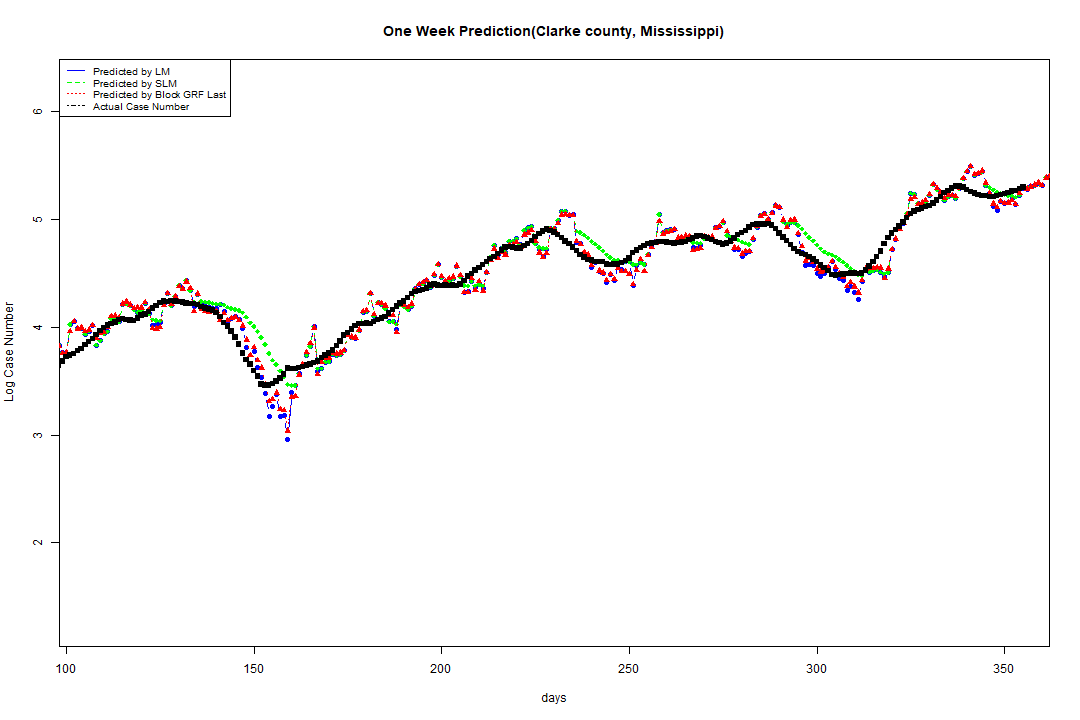 One Week Prediction(Clarke county, Mississippi)
Predicted by LM
Predicted by SLM
Predicted by Block GRF Last
Actual Case Number
6
5
4
3
2
Log Case Number
100 150 200 250 300 350
days